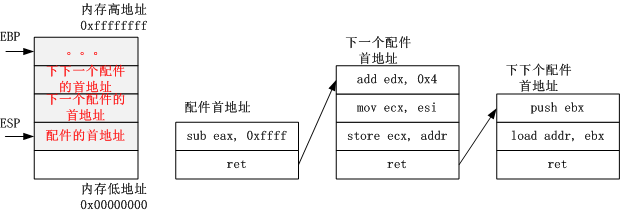 内存高地址
0xffffffff
EBP
。。。
下下一个配件
的首地址
下一个配件的
首地址
ESP
配件的首地址
内存低地址
0x00000000
配件首地址
sub eax, 0xffff
ret
下一个配件
首地址
add edx, 0x4
mov ecx, esi
store ecx, addr
ret
下下个配件
首地址
push ebx
load addr, ebx
ret